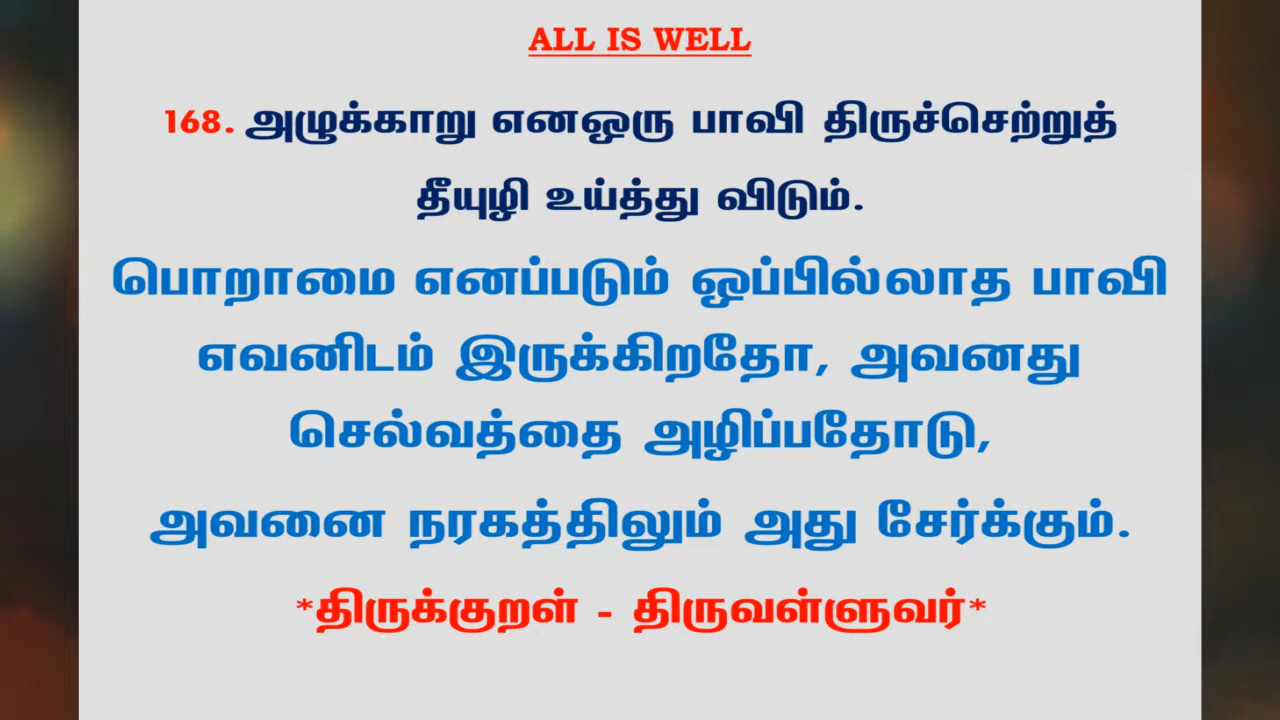 ALL IS WELL
168. அழுக்காறு எனஒரு பாவி திருச்செற்றுத்
தீயுழி உய்த்து விடும்.
பொறாமை எனப்படும் ஒப்பில்லாத பாவி
எவனிடம் இருக்கிறதோ, அவனது
செல்வத்தை அழிப்பதோடு,
அவனை நரகத்திலும் அது சேர்க்கும்.
*திருக்குறள் - திருவள்ளுவர்*